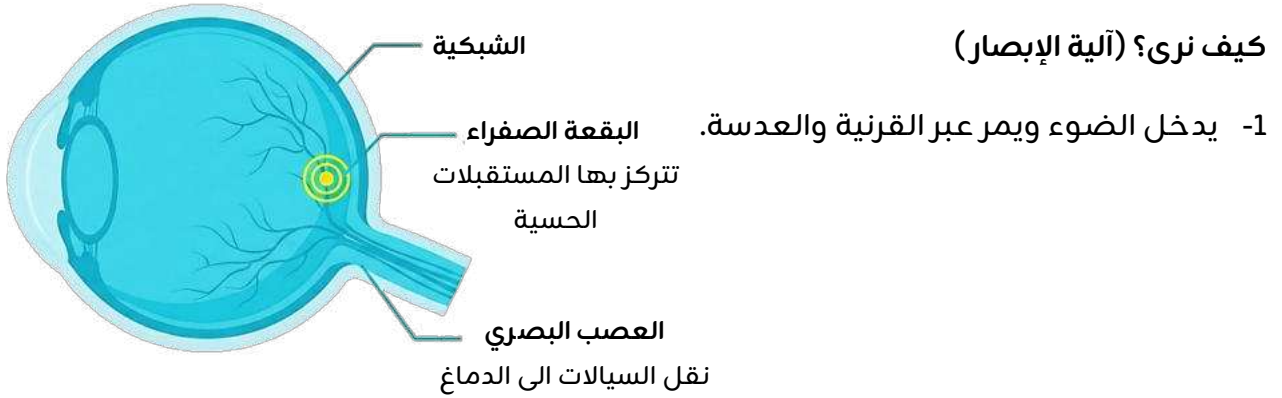 كيف نرى؟ (آلية الإبصار)
1- يدخل الضوء ويمر عبر القرنية والعدسة.
الشبكية
البقعة الصفراء
تتركز بها المستقبلات
الحسية
العصب البصري
نقل السيالات الى الدماغ